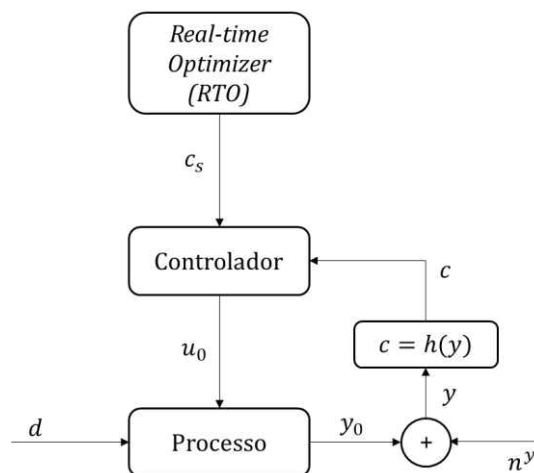 Real-time
Optimizer
(RTO)
c_s
Controlador
c
u_0
c = h(y)
y
d
Processo
y_0
+
n^y